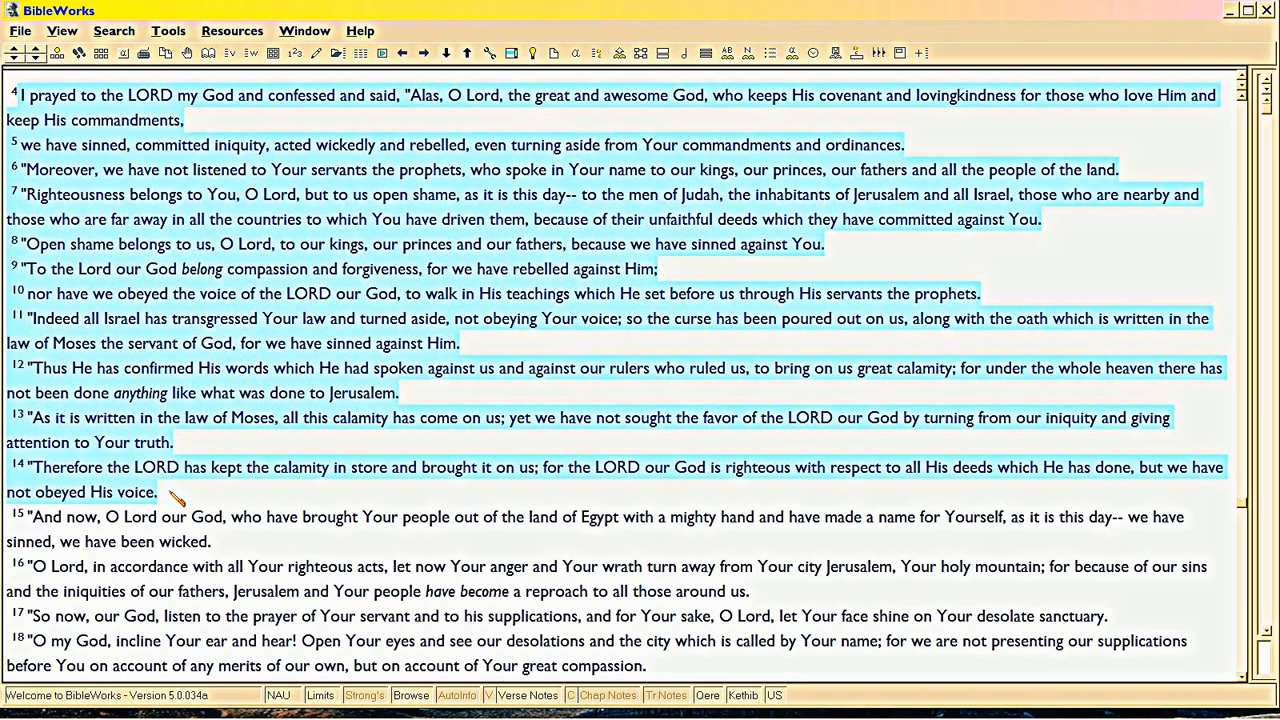 BibleWorks
File View Search Tools Resources Window Help
4 I prayed to the LORD my God and confessed and said, "Alas, O Lord, the great and awesome God, who keeps His covenant and lovingkindness for those who love Him and
keep His commandments,
5 we have sinned, committed iniquity, acted wickedly and rebelled, even turning aside from Your commandments and ordinances.
6 "Moreover, we have not listened to Your servants the prophets, who spoke in Your name to our kings, our princes, our fathers and all the people of the land.
7 "Righteousness belongs to You, O Lord, but to us open shame, as it is this day-- to the men of Judah, the inhabitants of Jerusalem and all Israel, those who are nearby and
those who are far away in all the countries to which You have driven them, because of their unfaithful deeds which they have committed against You.
8 "Open shame belongs to us, O Lord, to our kings, our princes and our fathers, because we have sinned against You.
9 "To the Lord our God belong compassion and forgiveness, for we have rebelled against Him;
10 nor have we obeyed the voice of the LORD our God, to walk in His teachings which He set before us through His servants the prophets.
11 "Indeed all Israel has transgressed Your law and turned aside, not obeying Your voice; so the curse has been poured out on us, along with the oath which is written in the
law of Moses the servant of God, for we have sinned against Him.
12 "Thus He has confirmed His words which He had spoken against us and against our rulers who ruled us, to bring on us great calamity; for under the whole heaven there has
not been done anything like what was done to Jerusalem.
13 "As it is written in the law of Moses, all this calamity has come on us; yet we have not sought the favor of the LORD our God by turning from our iniquity and giving
attention to Your truth.
14 "Therefore the LORD has kept the calamity in store and brought it on us; for the LORD our God is righteous with respect to all His deeds which He has done, but we have
not obeyed His voice.
15 "And now, O Lord our God, who have brought Your people out of the land of Egypt with a mighty hand and have made a name for Yourself, as it is this day-- we have
sinned, we have been wicked.
16 "O Lord, in accordance with all Your righteous acts, let now Your anger and Your wrath turn away from Your city Jerusalem, Your holy mountain; for because of our sins
and the iniquities of our fathers, Jerusalem and Your people have become a reproach to all those around us.
17 "So now, our God, listen to the prayer of Your servant and to his supplications, and for Your sake, O Lord, let Your face shine on Your desolate sanctuary.
18 "O my God, incline Your ear and hear! Open Your eyes and see our desolations and the city which is called by Your name; for we are not presenting our supplications
before You on account of any merits of our own, but on account of Your great compassion.
Welcome to BibleWorks - Version 5.0.034a NAU Limits Strong's Browse AutoInfo V Verse Notes C Chap Notes Tr Notes Qere Kethib US